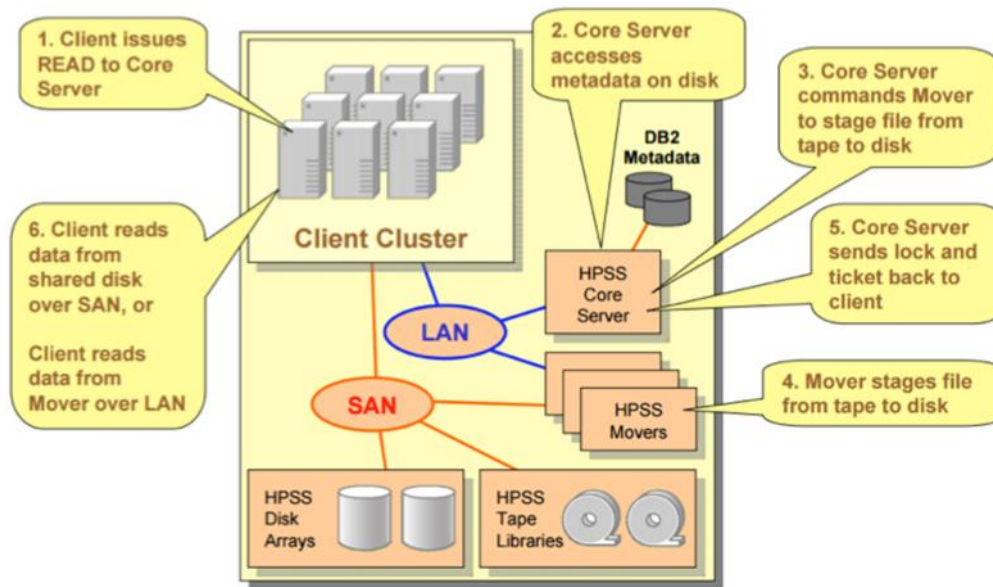 1. Client issues
READ to Core
Server
2. Core Server
accesses
metadata on disk
3. Core Server
commands Mover
to stage file from
tape to disk
DB2
Metadata
6. Client reads
data from
shared disk
over SAN, or
Client reads
data from
Mover over LAN
Client Cluster
5. Core Server
sends lock and
ticket back to
client
HPSS
Core
Server
LAN
4. Mover stages file
from tape to disk
SAN
HPSS
Movers
HPSS
Disk
Arrays
HPSS
Tape
Libraries